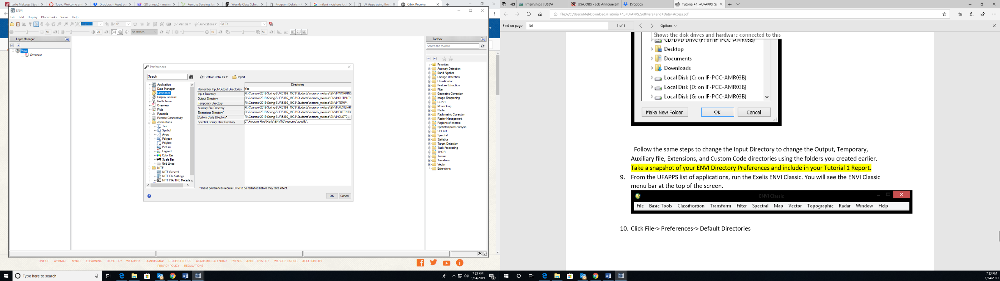 tarte Makeup | Eye
Topic: Welcome an
Dropbox - Reset yo
(28 unread) - melis
Remote Sensing, b
Weekly Class Sched
Program Details - F
milani moisture loc
UF Apps using the
Citrix Receiver
ENVI
File Edit Display Placemarks Views Help
0°
Vectors Annotations Go To
50 20 No stretch 10 50
Layer Manager
View
Overview
Preferences
Search
Restore Defaults Import
Application
Data Manager
Directories
Display General
North Arrow
Overview
Plots
Pyramids
Remote Connectivity
Annotations
Text
Symbol
Arrow
Polygon
Polyline
Picture
Legend
Color Bar
Scale Bar
Grid Lines
NITF
NITF General
NITF File Settings
NITF PIA TRE Metada
Directories
Remember Input/Output Directories Yes
Input Directory R:\Courses\2019-Spring-SUR5386_19C3\Students\moreno_melissa\ENVI\WORKING
Output Directory R:\Courses\2019-Spring-SUR5386_19C3\Students\moreno_melissa\ENVI\OUTPUT\
Temporary Directory R:\Courses\2019-Spring-SUR5386_19C3\Students\moreno_melissa\ENVI\TEMP\
Auxiliary File Directory R:\Courses\2019-Spring-SUR5386_19C3\Students\moreno_melissa\ENVI\AUXILIAR
Extensions Directory* R:\Courses\2019-Spring-SUR5386_19C3\Students\moreno_melissa\ENVI\EXTENTIO
Custom Code Directory* R:\Courses\2019-Spring-SUR5386_19C3\Students\moreno_melissa\ENVI\CUSTO
Spectral Library User Directory C:\Program Files\Harris\ENVI55\resource\speclib\
*These preferences require ENVI to be restarted before they take effect.
OK Cancel
Toolbox
Search the toolbox
Favorites
Anomaly Detection
Band Algebra
Change Detection
Classification
Feature Extraction
Filter
Geometric Correction
Image Sharpening
LiDAR
Mosaicking
Radar
Radiometric Correction
Raster Management
Regions of Interest
Spatiotemporal Analysis
SPEAR
Spectral
Statistics
Target Detection
Task Processing
THOR
Terrain
Transform
Vector
Extensions
ONE.UF WEBMAIL MYUFL ELEARNING DIRECTORY WEATHER CAMPUS MAP STUDENT TOURS ACADEMIC CALENDAR EVENTS ABOUT THIS SITE WEBSITE LISTING ACCESSIBILITY
PRIVACY POLICY REGULATIONS
Type here to search
7:33 PM
1/14/2019
Internships | USDA
USAJOBS - Job Announcem
Dropbox
Tutorial+1_+UFAPPS_Sc
file:///C:/Users/Mel/Downloads/Tutorial+1_+UFAPPS_Software+and+Data+Access.pdf
Find on page itri 1 of 1 Options
Shows the disk drives and hardware connected to this
CD/DVD Drive (F: on IF-PCC-AMR03B)
Desktop
Documents
Downloads
Local Disk (C: on IF-PCC-AMR03B)
Local Disk (D: on IF-PCC-AMR03B)
Local Disk (G: on IF-PCC-AMR03B)
Make New Folder OK Cancel
Follow the same steps to change the Input Directory to change the Output, Temporary,
Auxiliary file, Extensions, and Custom Code directories using the folders you created earlier.
Take a snapshot of your ENVI Directory Preferences and include in your Tutorial 1 Report.
9. From the UFAPPS list of applications, run the Exelis ENVI Classic. You will see the ENVI Classic
menu bar at the top of the screen.
ENVI Classic
File Basic Tools Classification Transform Filter Spectral Map Vector Topographic Radar Window Help
10. Click File-> Preferences-> Default Directories
7:33 PM
1/14/2019